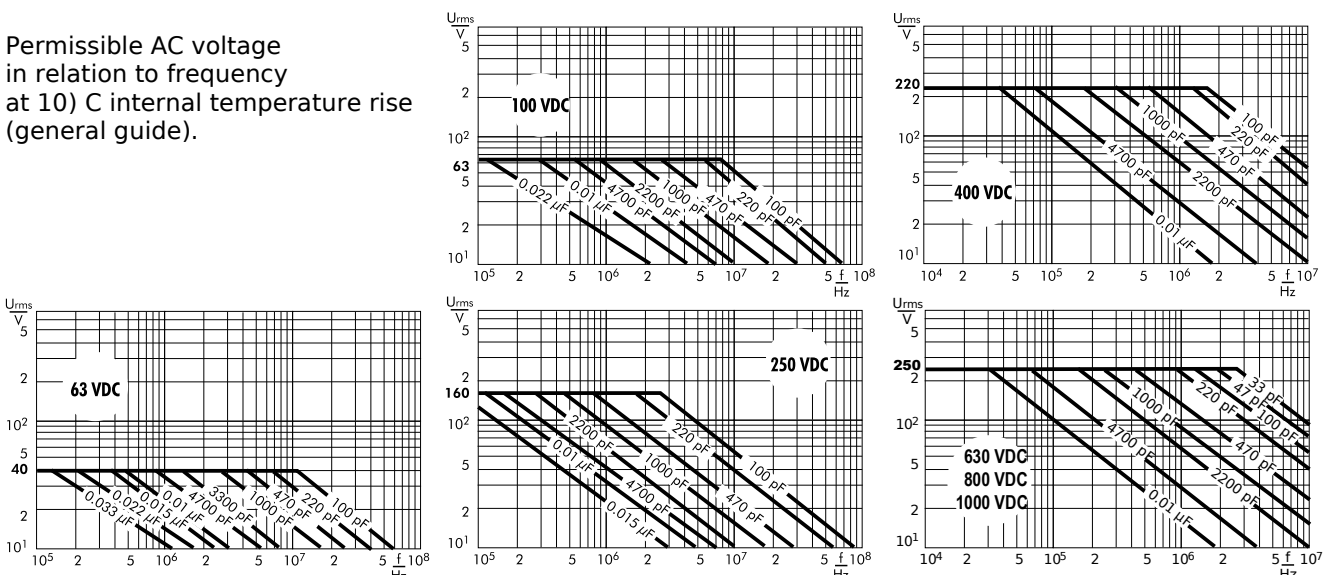 Permissible AC voltage
in relation to frequency
at 10) C internal temperature rise
(general guide).
Urms
V
5
2
10²
63
5
2
10¹
100 VDC
0.022 µF
0.01 µF
4700 pF
2200 pF
1000 pF
470 pF
220 pF
100 pF
10⁵ 2 5 10⁶ 2 5 10⁷ 2 5 f 10⁸
Hz
Urms
V
5
220
2
10²
5
2
10¹
400 VDC
0.01 µF
4700 pF
2200 pF
1000 pF
470 pF
220 pF
100 pF
10⁴ 2 5 10⁵ 2 5 10⁶ 2 5 f 10⁷
Hz
Urms
V
5
2
10²
5
40
2
10¹
63 VDC
0.033 µF
0.022 µF
0.015 µF
0.01 µF
4700 pF
3300 pF
1000 pF
470 pF
220 pF
100 pF
10⁵ 2 5 10⁶ 2 5 10⁷ 2 5 f 10⁸
Hz
Urms
V
5
2
160
10²
5
2
10¹
250 VDC
0.015 µF
0.01 µF
4700 pF
2200 pF
1000 pF
470 pF
220 pF
100 pF
10⁵ 2 5 10⁶ 2 5 10⁷ 2 5 f 10⁸
Hz
Urms
V
5
250
2
10²
5
2
10¹
630 VDC
800 VDC
1000 VDC
0.01 µF
4700 pF
2200 pF
1000 pF
470 pF
220 pF
100 pF
47 pF
33 pF
10⁴ 2 5 10⁵ 2 5 10⁶ 2 5 f 10⁷
Hz